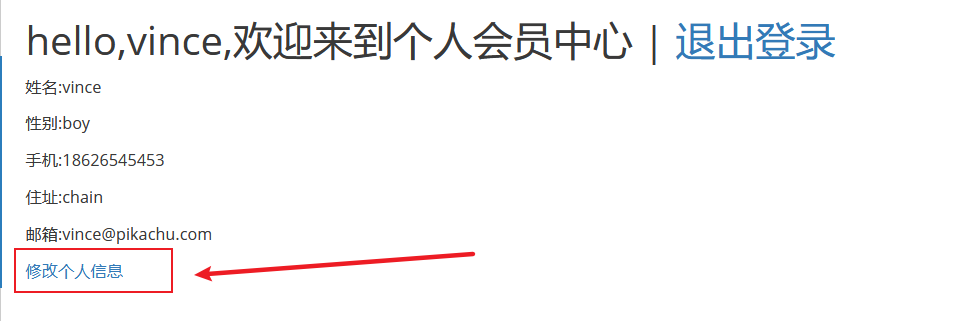 hello,vince,欢迎来到个人会员中心 | 退出登录
姓名:vince
性别:boy
手机:18626545453
住址:chain
邮箱:vince@pikachu.com
修改个人信息